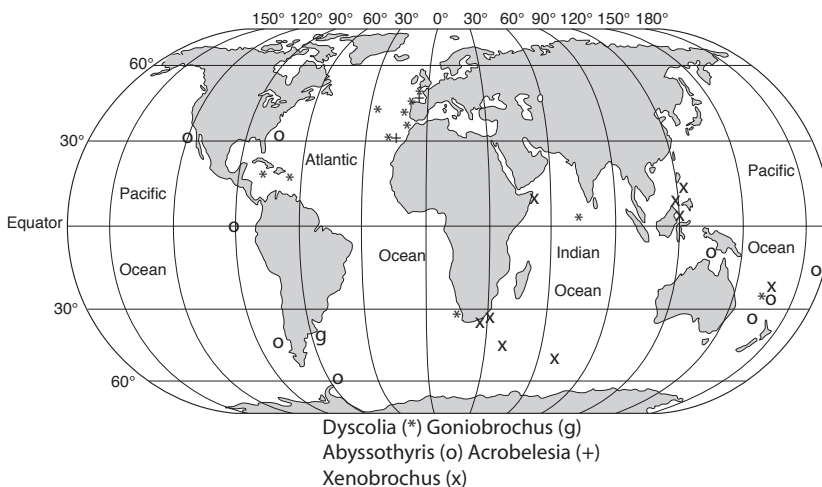 150° 120° 90° 60° 30° 0° 30° 60° 90° 120° 150° 180°
60°
30°
Atlantic
Pacific
Pacific
Equator
Ocean
Indian
Ocean
Ocean
Ocean
30°
60°
Dyscolia (*) Goniobrochus (g)
Abyssothyris (o) Acrobelesia (+)
Xenobrochus (x)